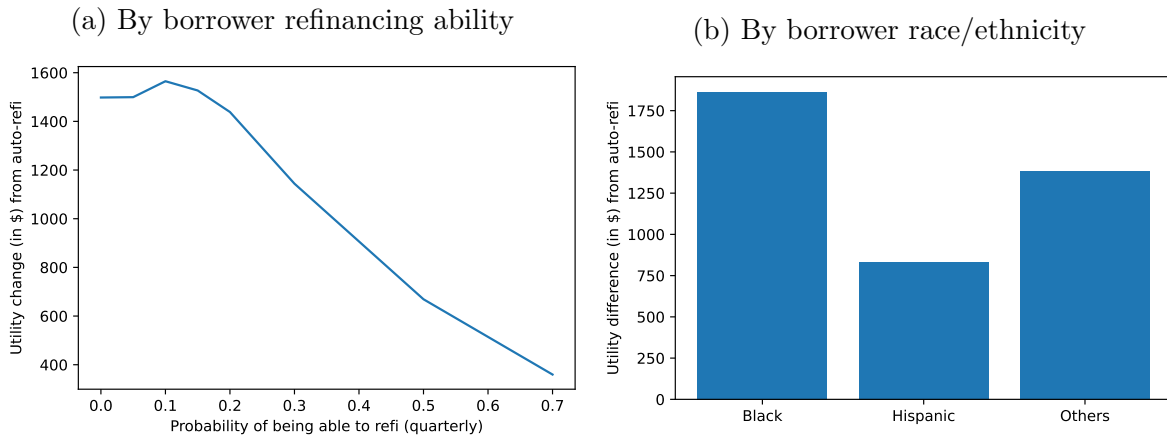 (a) By borrower refinancing ability
Utility change (in $) from auto-refi
1600
1400
1200
1000
800
600
400
0.0 0.1 0.2 0.3 0.4 0.5 0.6 0.7
Probability of being able to refi (quarterly)
(b) By borrower race/ethnicity
Utility difference (in $) from auto-refi
1750
1500
1250
1000
750
500
250
0
Black Hispanic Others